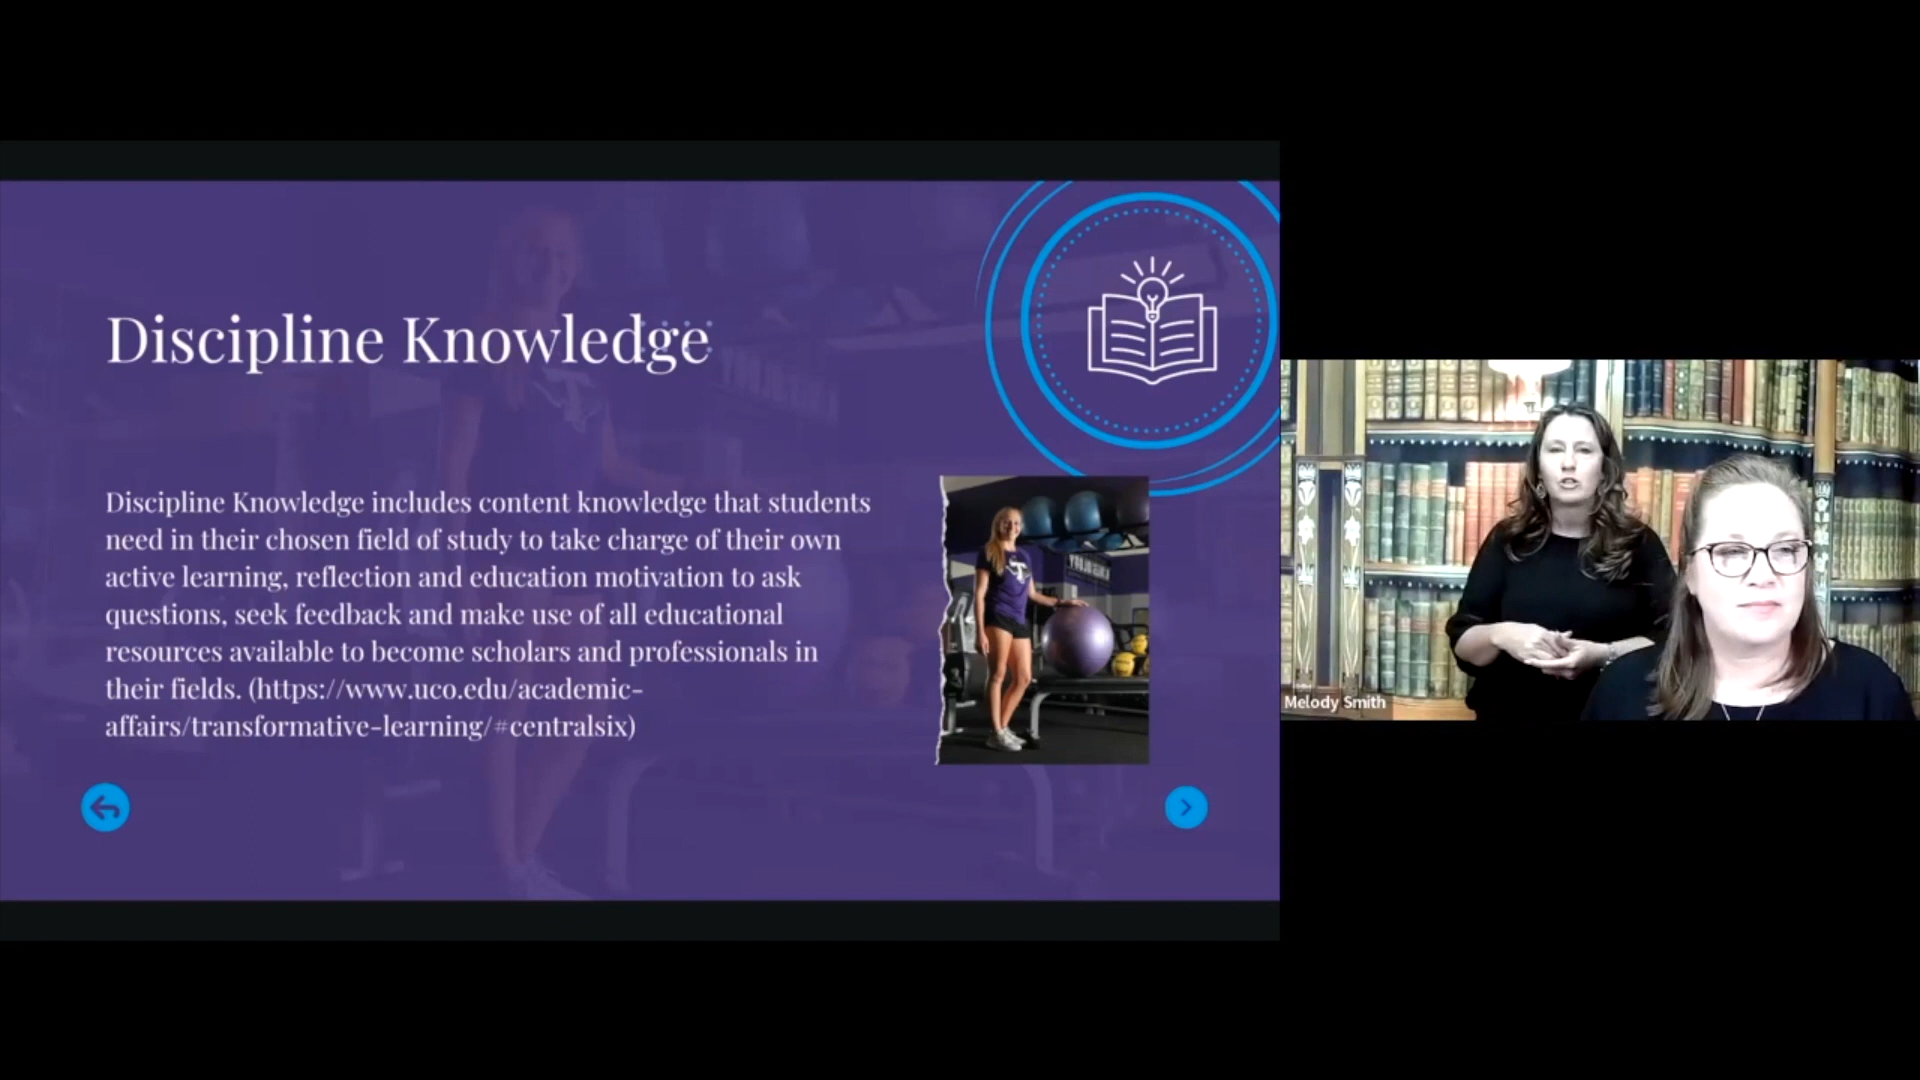 Discipline Knowledge
Discipline Knowledge includes content knowledge that students
need in their chosen field of study to take charge of their own
active learning, reflection and education motivation to ask
questions, seek feedback and make use of all educational
resources available to become scholars and professionals in
their fields. (https://www.uco.edu/academic-
affairs/transformative-learning/#centralsix)
Melody Smith